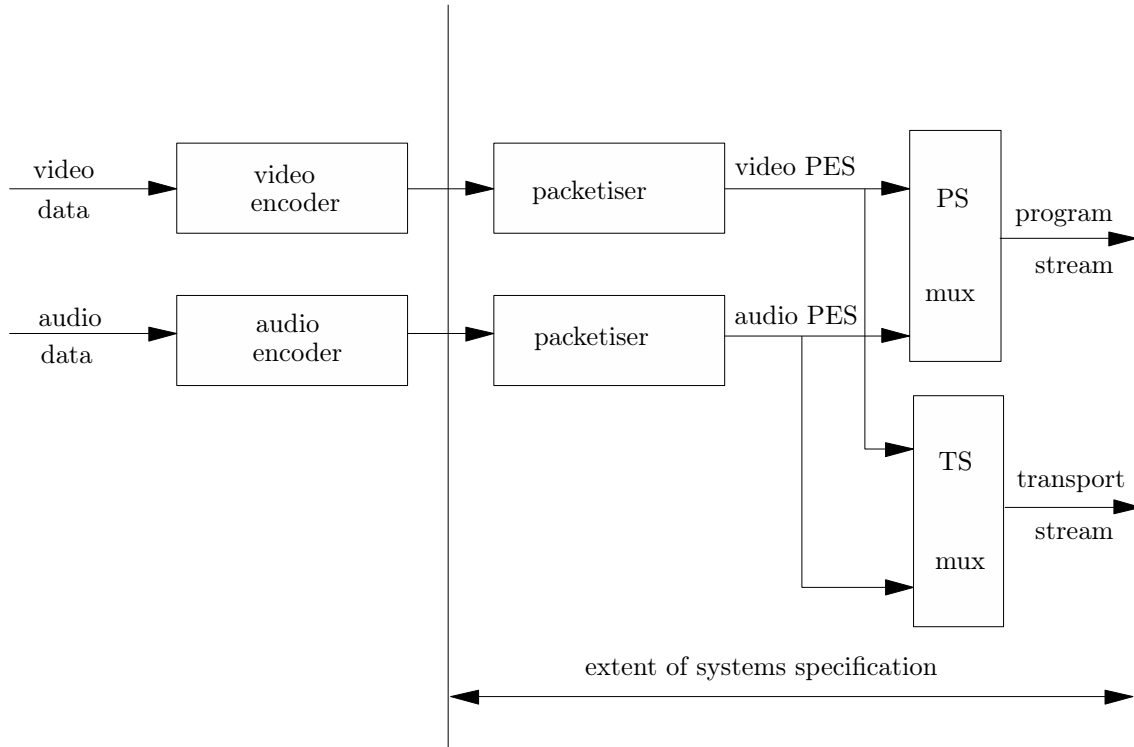 video
data
video
encoder
packetiser
video PES
PS
mux
program
stream
audio
data
audio
encoder
packetiser
audio PES
TS
mux
transport
stream
extent of systems specification